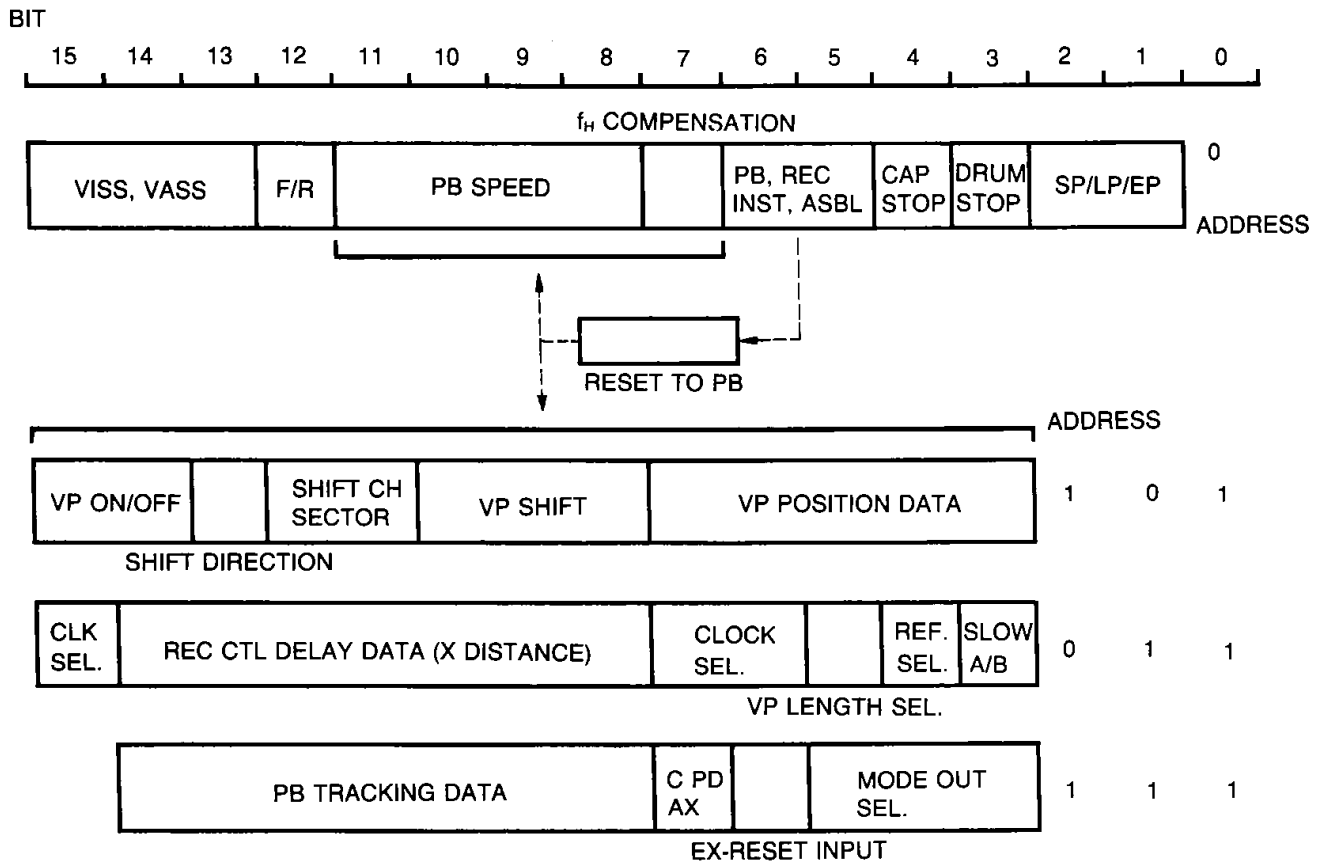 BIT
15 14 13 12 11 10 9 8 7 6 5 4 3 2 1 0
fH COMPENSATION
VISS, VASS
F/R
PB SPEED
PB, REC
INST, ASBL
CAP
STOP
DRUM
STOP
SP/LP/EP
0
ADDRESS
RESET TO PB
ADDRESS
VP ON/OFF
SHIFT CH
SECTOR
VP SHIFT
VP POSITION DATA
1 0 1
SHIFT DIRECTION
CLK
SEL.
REC CTL DELAY DATA (X DISTANCE)
CLOCK
SEL.
REF.
SEL.
SLOW
A/B
0 1 1
VP LENGTH SEL.
PB TRACKING DATA
C PD
AX
MODE OUT
SEL.
1 1 1
EX-RESET INPUT